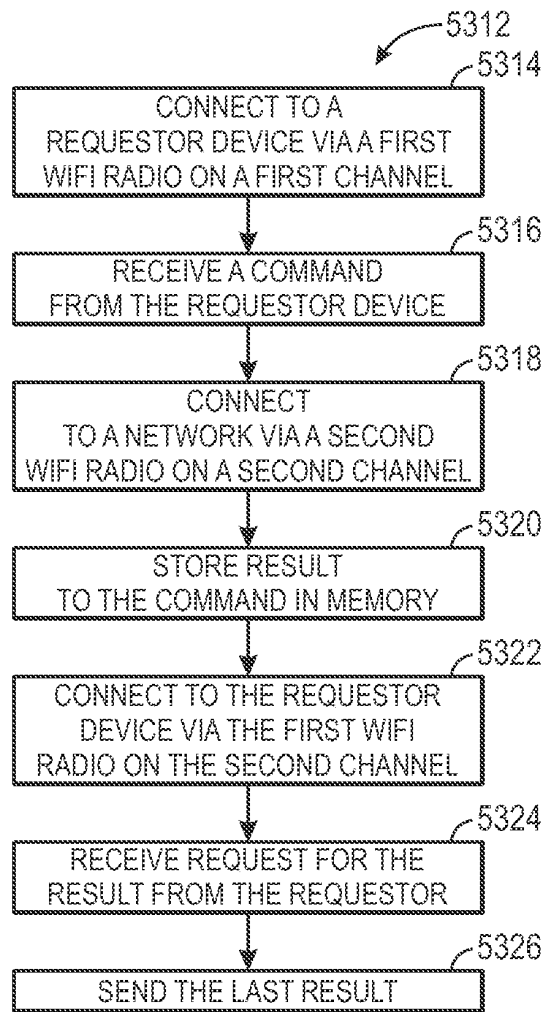 5312
5314
CONNECT TO A
REQUESTOR DEVICE VIA A FIRST
WIFI RADIO ON A FIRST CHANNEL
5316
RECEIVE A COMMAND
FROM THE REQUESTOR DEVICE
5318
CONNECT
TO A NETWORK VIA A SECOND
WIFI RADIO ON A SECOND CHANNEL
5320
STORE RESULT
TO THE COMMAND IN MEMORY
5322
CONNECT TO THE REQUESTOR
DEVICE VIA THE FIRST WIFI
RADIO ON THE SECOND CHANNEL
5324
RECEIVE REQUEST FOR THE
RESULT FROM THE REQUESTOR
5326
SEND THE LAST RESULT